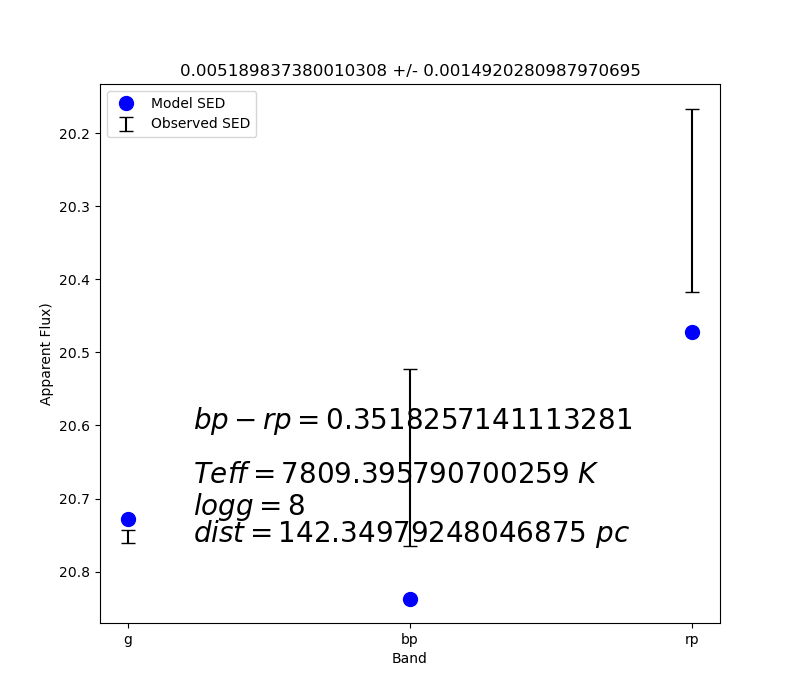 0.005189837380010308 +/- 0.0014920280987970695
Model SED
Observed SED
20.2
20.3
20.4
20.5
20.6
20.7
20.8
Apparent Flux)
bp − rp = 0.3518257141113281
Teff = 7809.395790700259 K
logg = 8
dist = 142.34979248046875 pc
g
bp
rp
Band